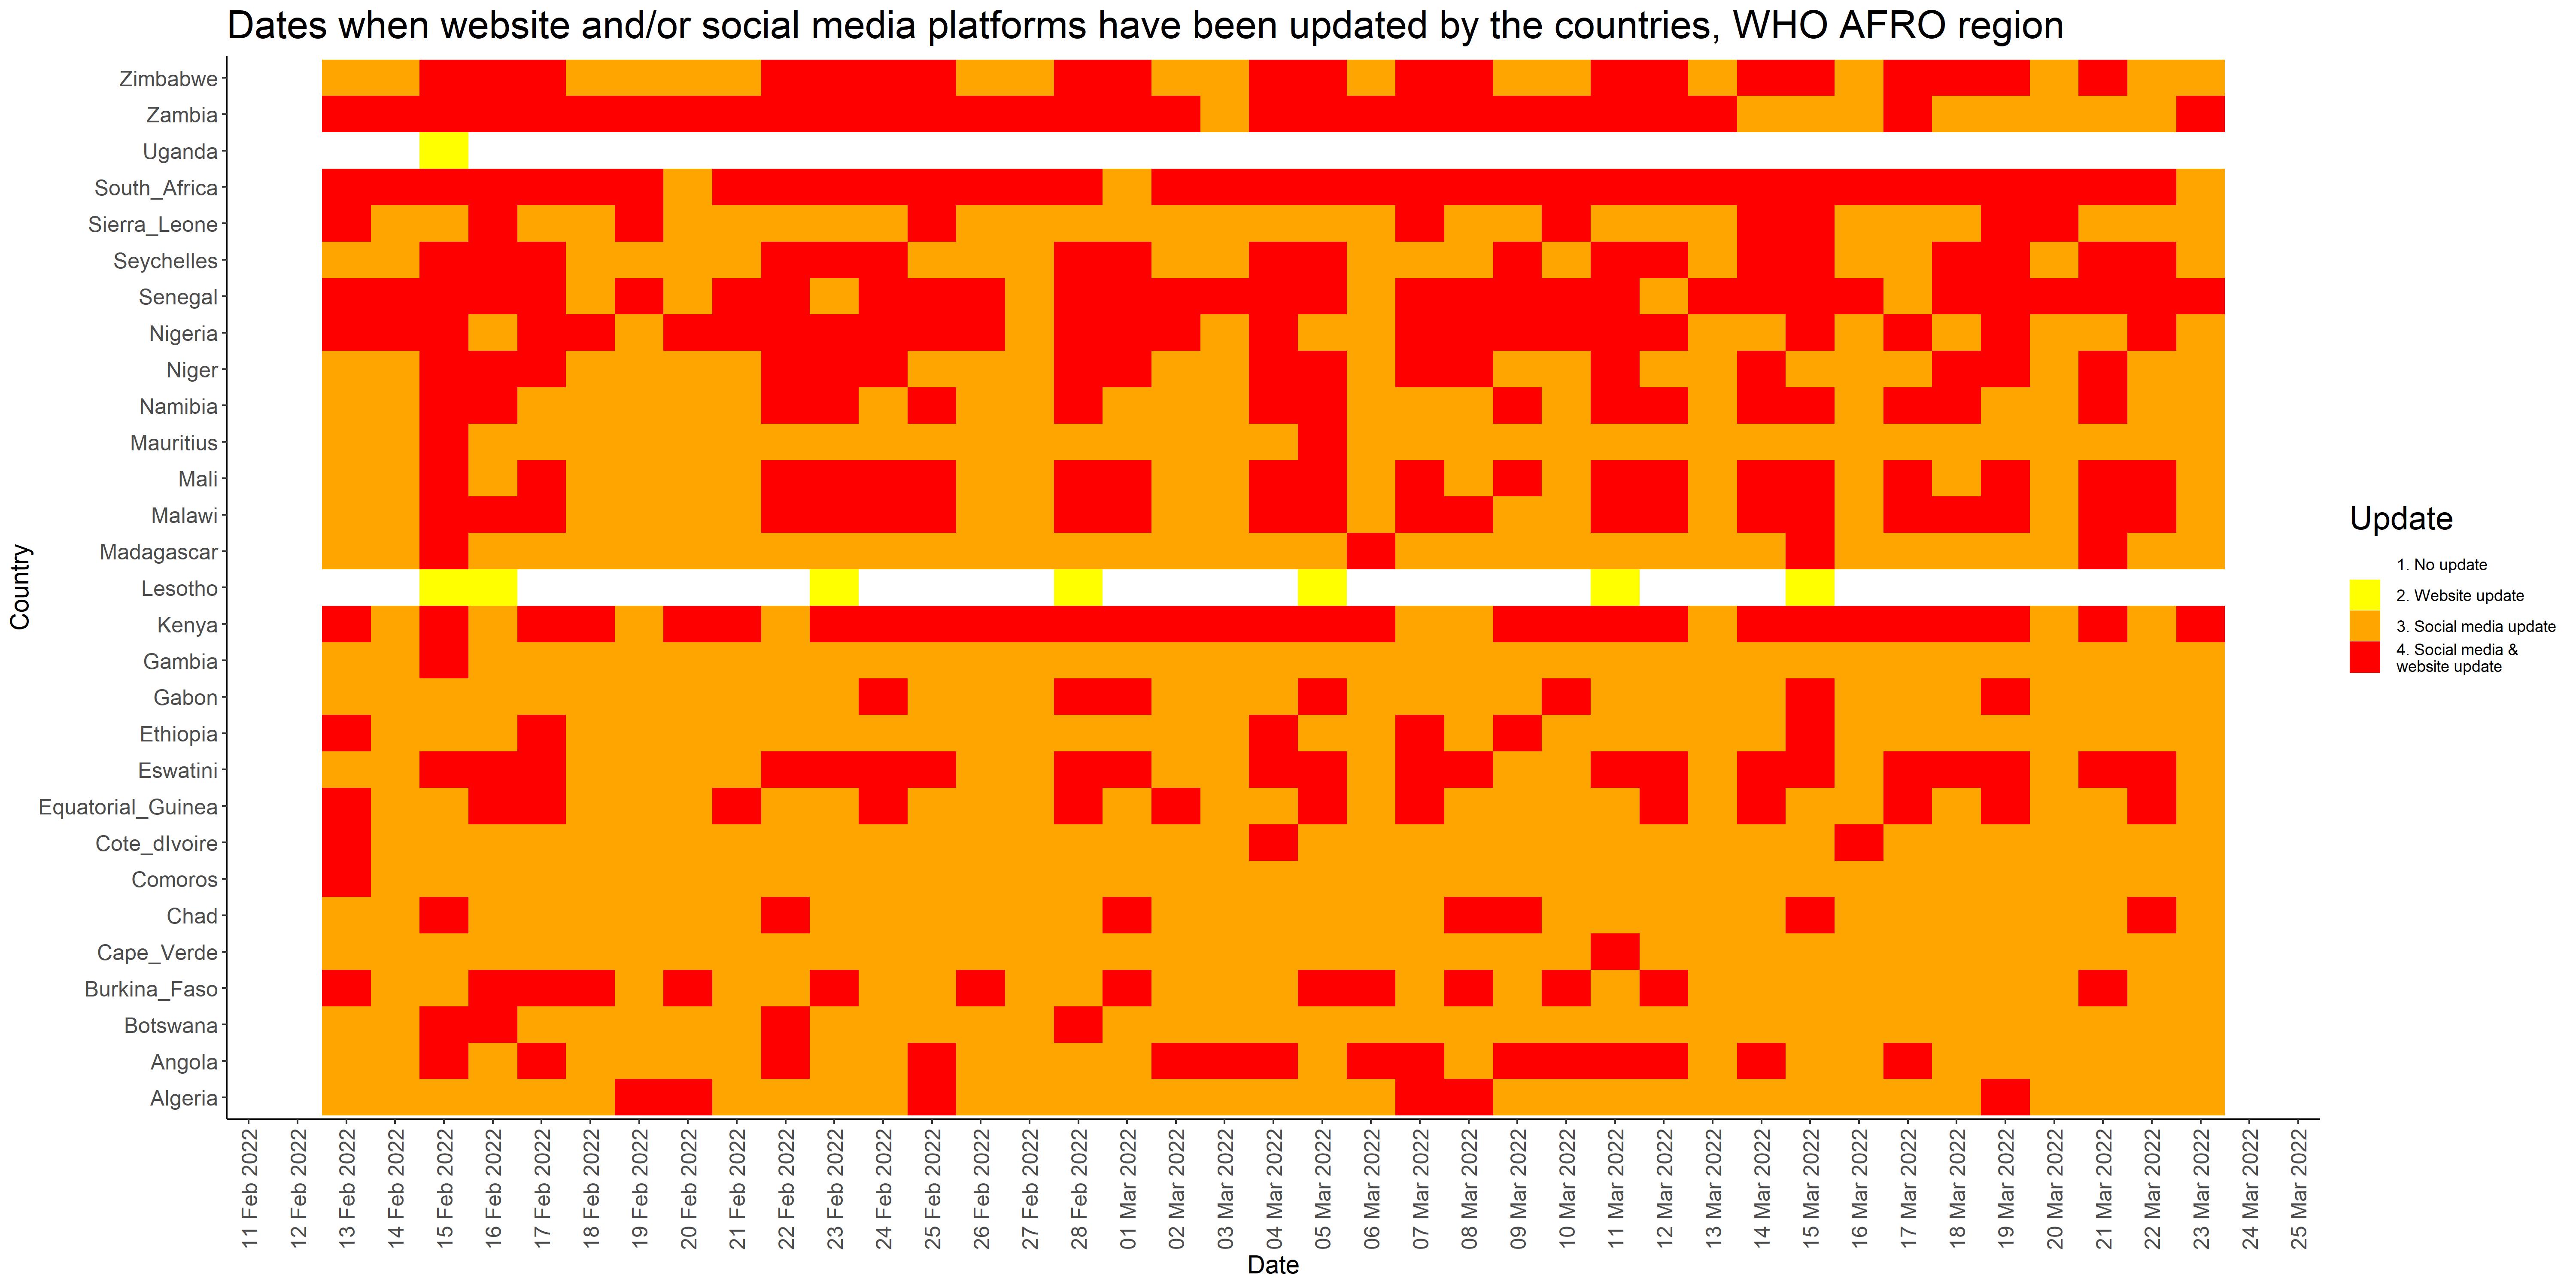 Dates when website and/or social media platforms have been updated by the countries, WHO AFRO region
Country
Zimbabwe
Zambia
Uganda
South_Africa
Sierra_Leone
Seychelles
Senegal
Nigeria
Niger
Namibia
Mauritius
Mali
Malawi
Madagascar
Lesotho
Kenya
Gambia
Gabon
Ethiopia
Eswatini
Equatorial_Guinea
Cote_dIvoire
Comoros
Chad
Cape_Verde
Burkina_Faso
Botswana
Angola
Algeria
11 Feb 2022
12 Feb 2022
13 Feb 2022
14 Feb 2022
15 Feb 2022
16 Feb 2022
17 Feb 2022
18 Feb 2022
19 Feb 2022
20 Feb 2022
21 Feb 2022
22 Feb 2022
23 Feb 2022
24 Feb 2022
25 Feb 2022
26 Feb 2022
27 Feb 2022
28 Feb 2022
01 Mar 2022
02 Mar 2022
03 Mar 2022
04 Mar 2022
05 Mar 2022
06 Mar 2022
07 Mar 2022
08 Mar 2022
09 Mar 2022
10 Mar 2022
11 Mar 2022
12 Mar 2022
13 Mar 2022
14 Mar 2022
15 Mar 2022
16 Mar 2022
17 Mar 2022
18 Mar 2022
19 Mar 2022
20 Mar 2022
21 Mar 2022
22 Mar 2022
23 Mar 2022
24 Mar 2022
25 Mar 2022
Date
Update
1. No update
2. Website update
3. Social media update
4. Social media &
website update